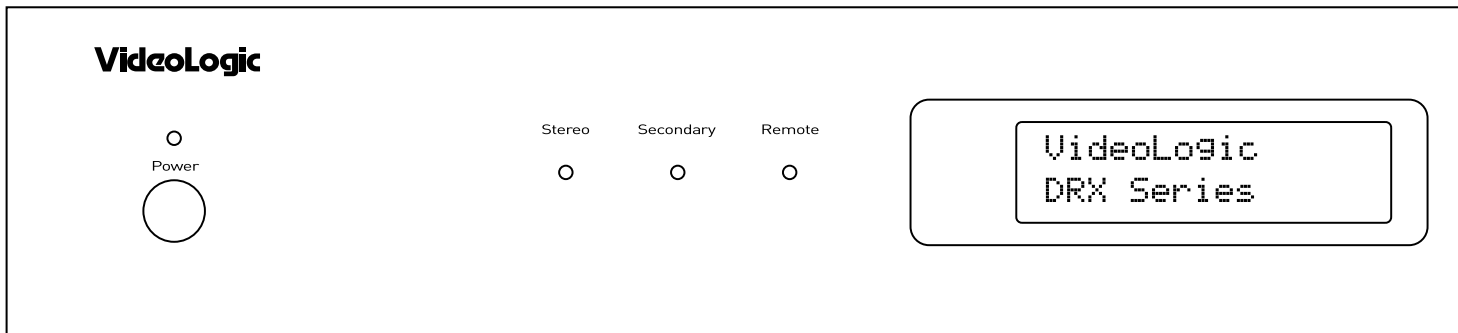 VideoLogic
Power
Stereo Secondary Remote
VideoLogic
DRX Series